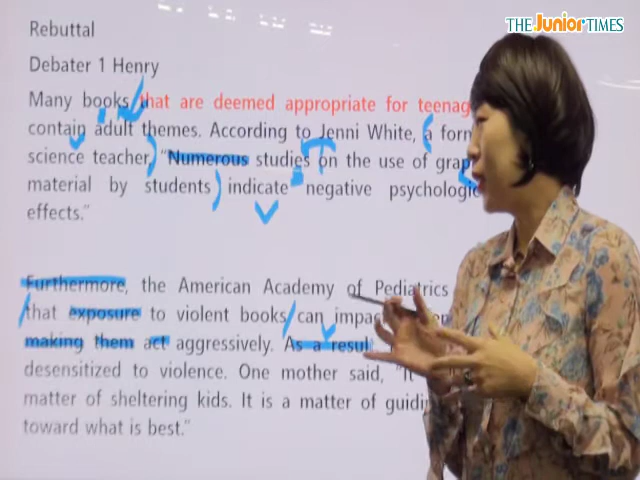 THE Junior TIMES
Rebuttal
Debater 1 Henry
Many books that are deemed appropriate for teenag
contain adult themes. According to Jenni White, a form
science teacher, "Numerous studies on the use of grap
material by students indicate negative psychologic
effects."
Furthermore, the American Academy of Pediatrics
that exposure to violent books can impac
making them act aggressively. As a resul
desensitized to violence. One mother said, "It
matter of sheltering kids. It is a matter of guidi
toward what is best."